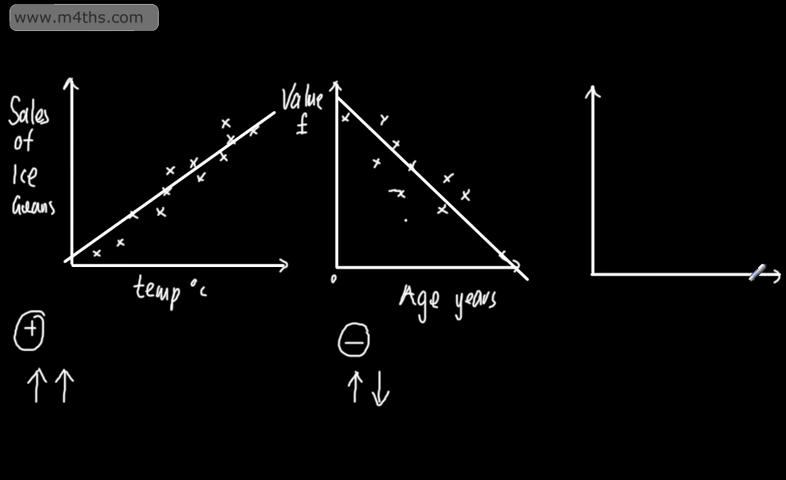 www.m4ths.com
Sales
of
Ice
Creams
temp °c
Value
£
0
Age years
+
−